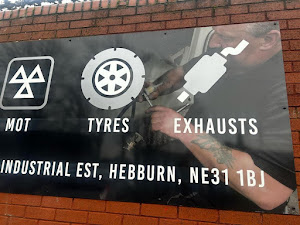 MOT TYRES EXHAUSTS
INDUSTRIAL EST, HEBBURN, NE31 1BJ